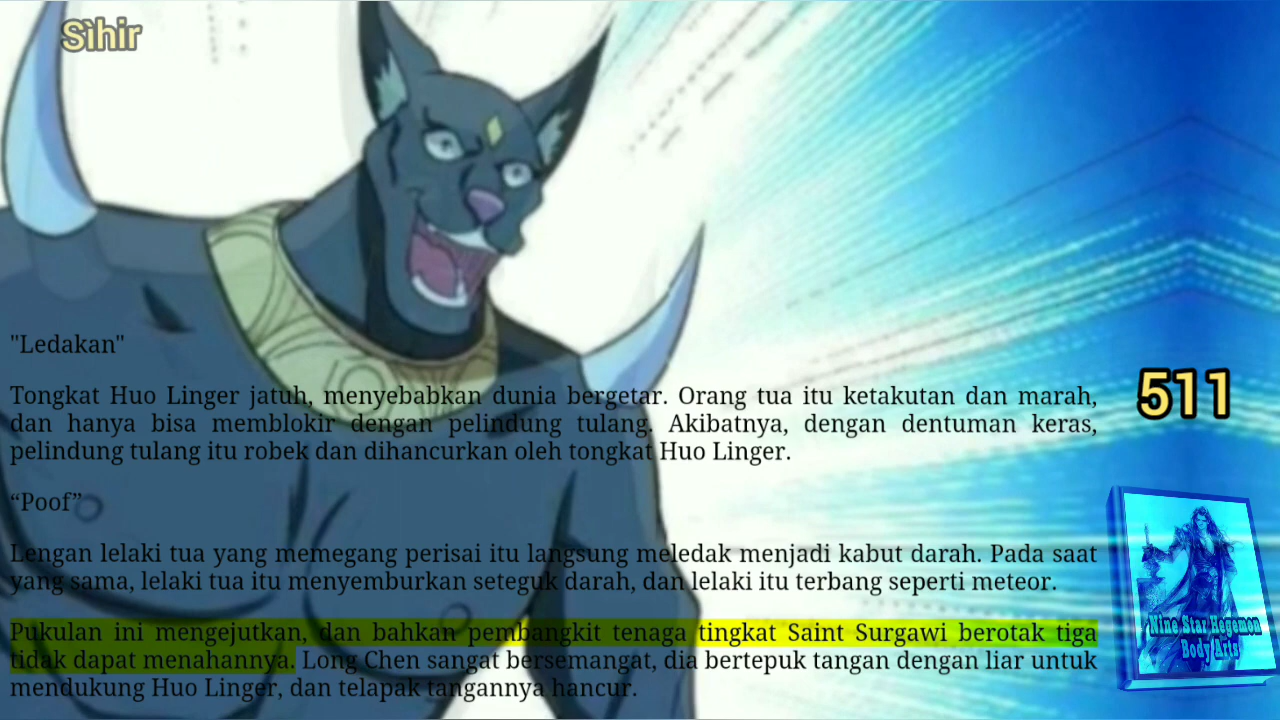 Sìhir
"Ledakan"
Tongkat Huo Linger jatuh, menyebabkan dunia bergetar. Orang tua itu ketakutan dan marah,
dan hanya bisa memblokir dengan pelindung tulang. Akibatnya, dengan dentuman keras,
pelindung tulang itu robek dan dihancurkan oleh tongkat Huo Linger.
“Poof”
Lengan lelaki tua yang memegang perisai itu langsung meledak menjadi kabut darah. Pada saat
yang sama, lelaki tua itu menyemburkan seteguk darah, dan lelaki itu terbang seperti meteor.
Pukulan ini mengejutkan, dan bahkan pembangkit tenaga tingkat Saint Surgawi berotak tiga
tidak dapat menahannya. Long Chen sangat bersemangat, dia bertepuk tangan dengan liar untuk
mendukung Huo Linger, dan telapak tangannya hancur.
511
Nine Star Hegemon
Body Arts